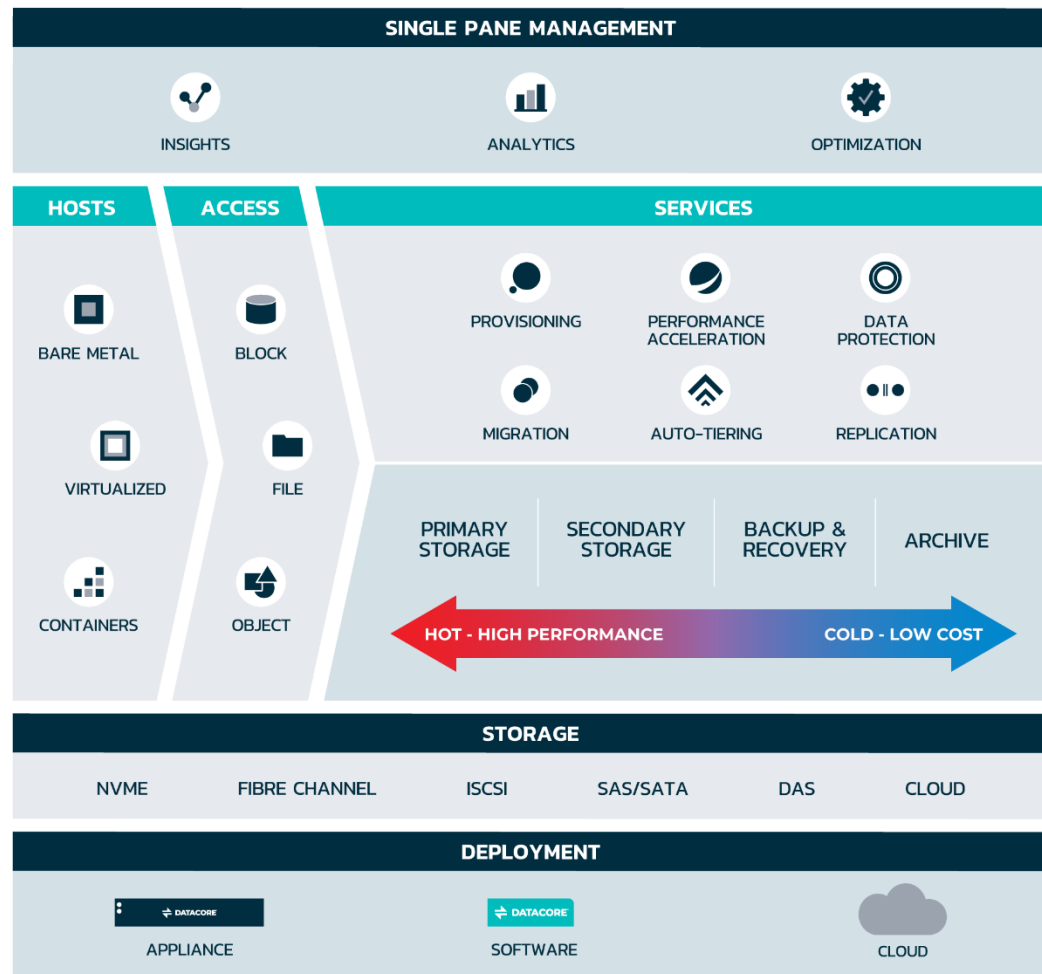 SINGLE PANE MANAGEMENT
INSIGHTS
ANALYTICS
OPTIMIZATION
HOSTS
ACCESS
SERVICES
BARE METAL
VIRTUALIZED
CONTAINERS
BLOCK
FILE
OBJECT
PROVISIONING
PERFORMANCE
ACCELERATION
DATA
PROTECTION
MIGRATION
AUTO-TIERING
REPLICATION
PRIMARY
STORAGE
SECONDARY
STORAGE
BACKUP &
RECOVERY
ARCHIVE
HOT - HIGH PERFORMANCE
COLD - LOW COST
STORAGE
NVME
FIBRE CHANNEL
ISCSI
SAS/SATA
DAS
CLOUD
DEPLOYMENT
DATACORE
APPLIANCE
DATACORE
SOFTWARE
CLOUD